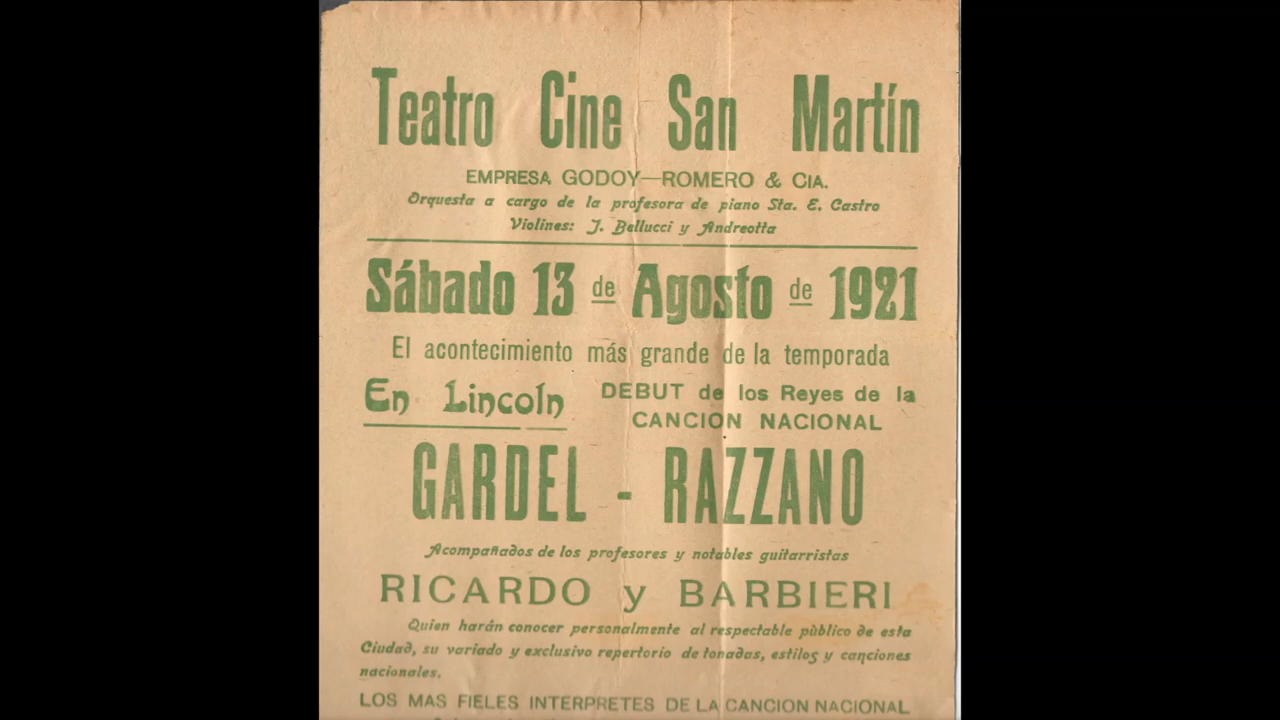 Teatro Cine San Martín
EMPRESA GODOY—ROMERO & CIA.
Orquesta a cargo de la profesora de piano Sta. E. Castro
Violines: J. Bellucci y Andreotta
Sábado 13 de Agosto de 1921
El acontecimiento más grande de la temporada
En Lincoln
DEBUT de los Reyes de la
CANCION NACIONAL
GARDEL - RAZZANO
Acompañados de los profesores y notables guitarristas
RICARDO y BARBIERI
Quien harán conocer personalmente al respectable pùblico de esta
Ciudad, su variado y exclusivo repertorio de tonadas, estilos y canciones
nacionales.
LOS MAS FIELES INTERPRETES DE LA CANCION NACIONAL